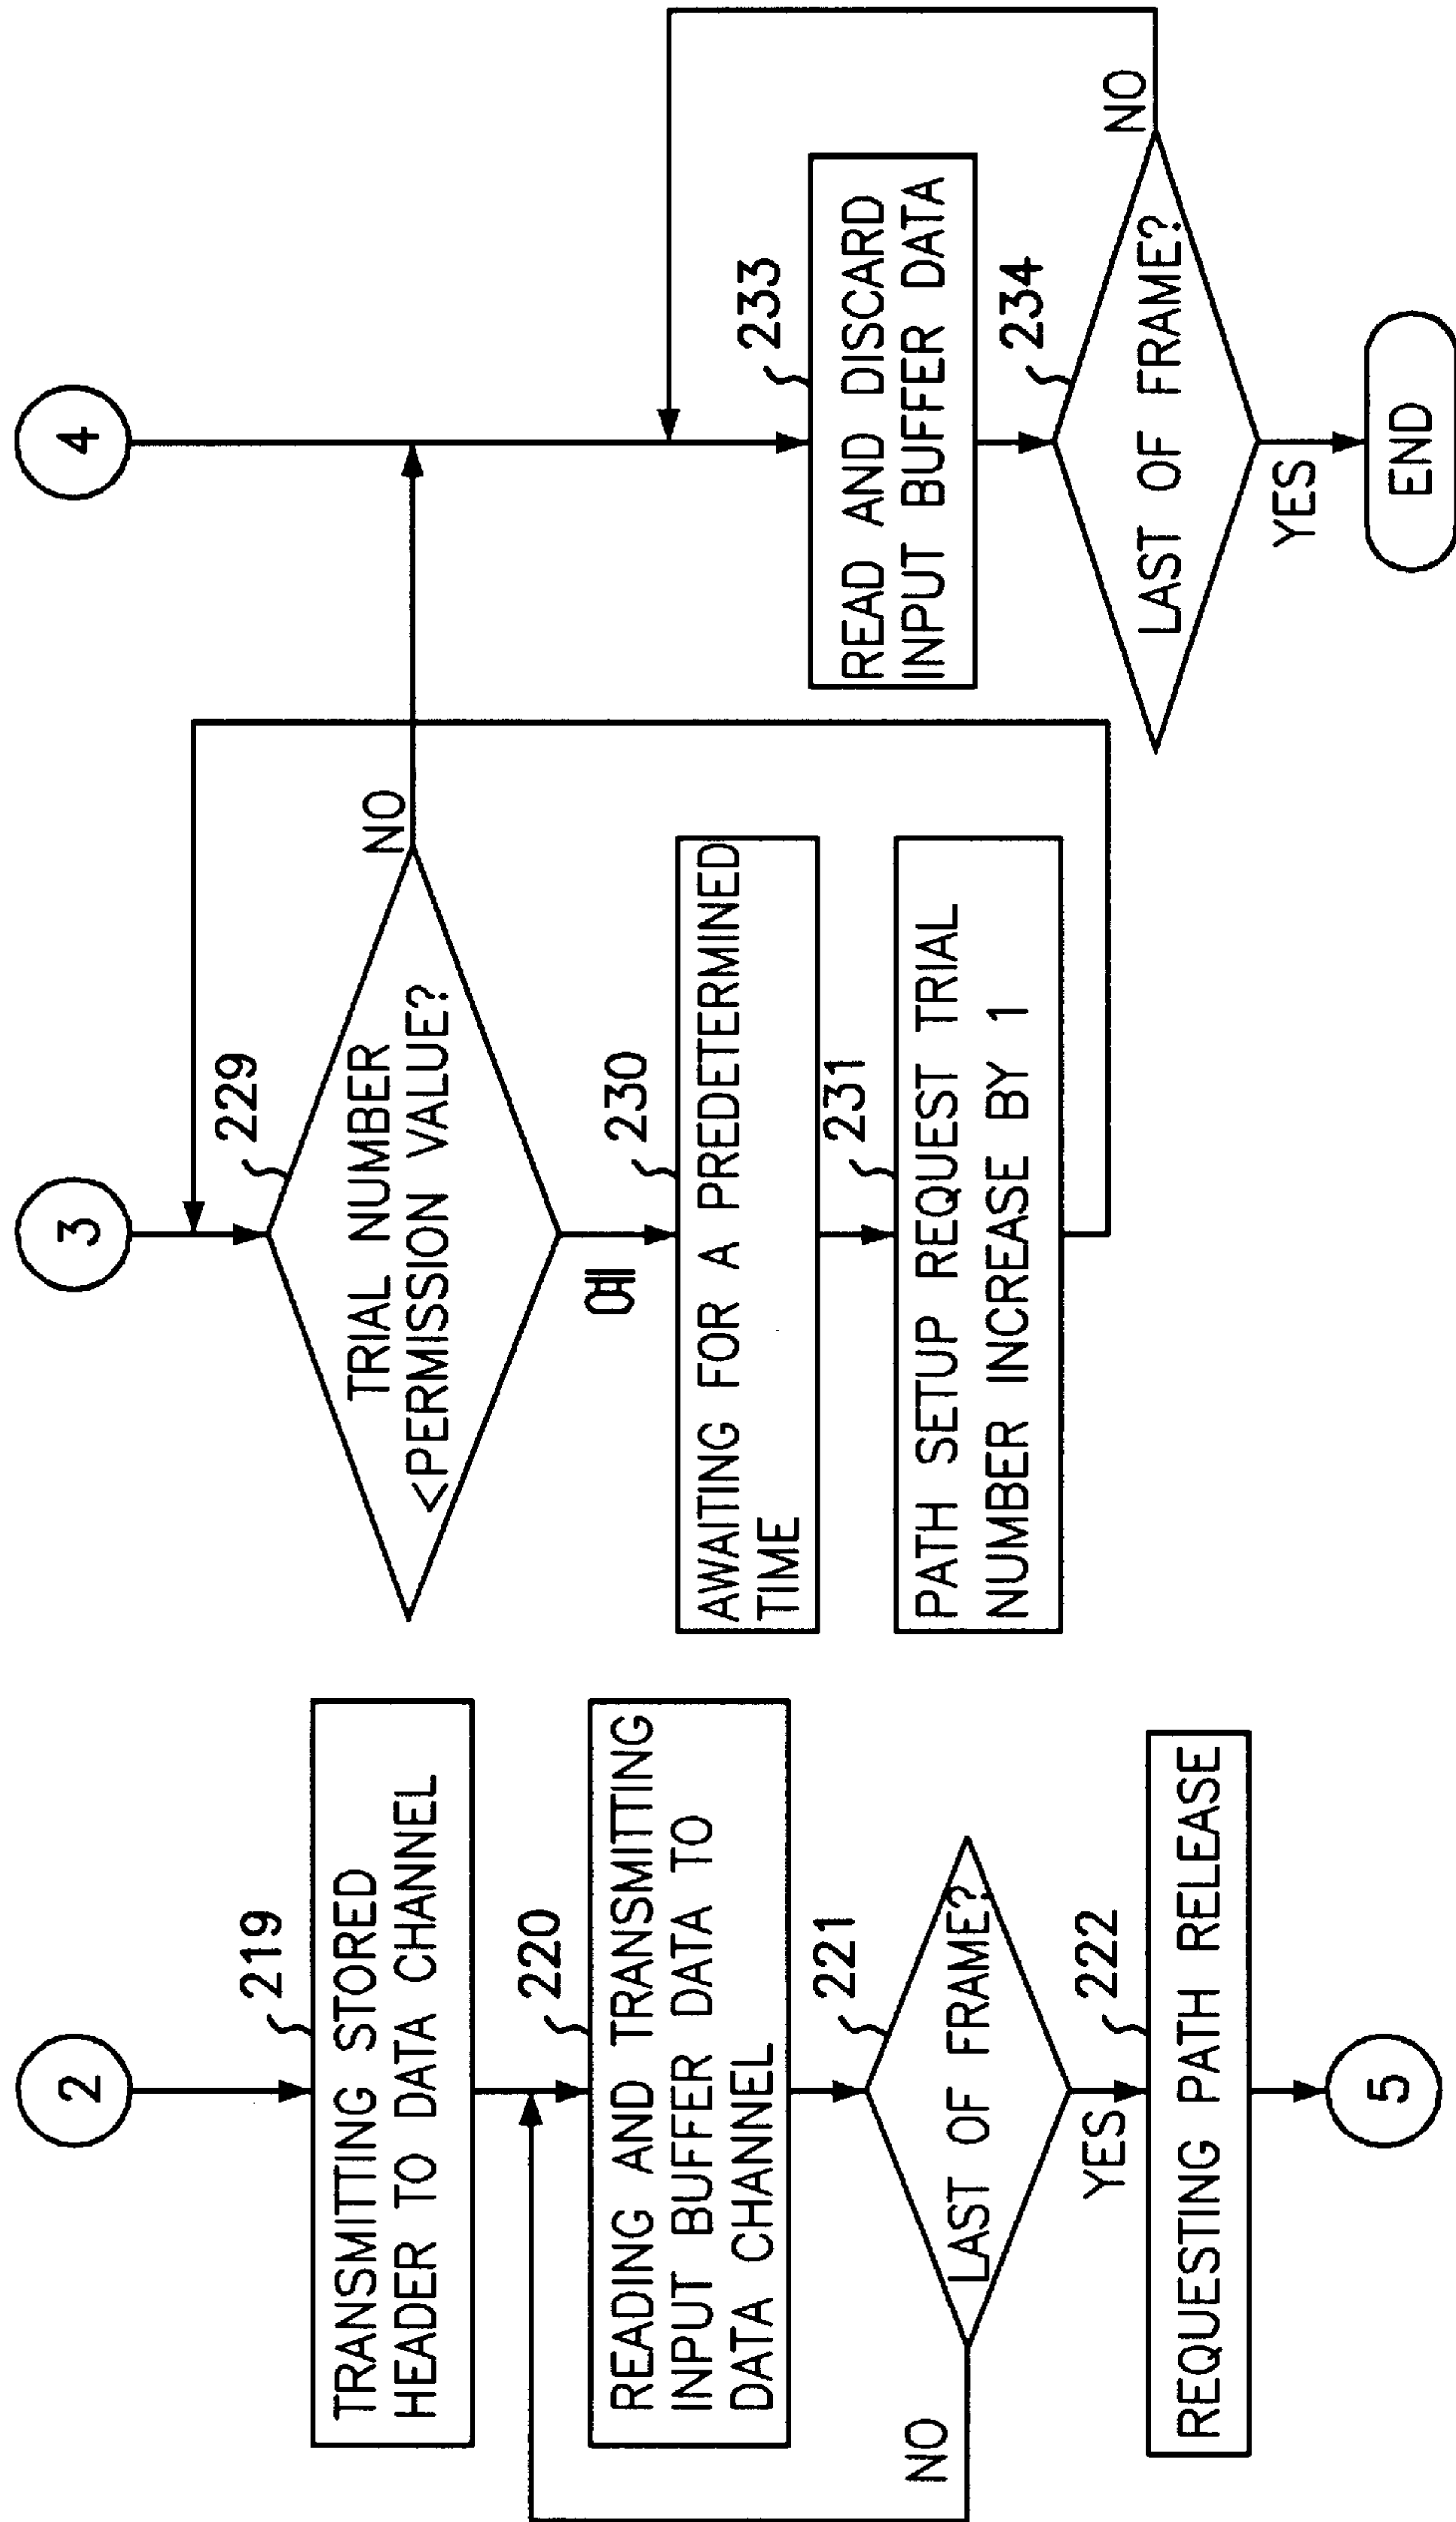 2
219
TRANSMITTING STORED
HEADER TO DATA CHANNEL
220
READING AND TRANSMITTING
INPUT BUFFER DATA TO
DATA CHANNEL
221
LAST OF FRAME?
NO
YES
222
REQUESTING PATH RELEASE
5
3
229
TRIAL NUMBER
<PERMISSION VALUE?
NO
예
230
AWAITING FOR A PREDETERMINED
TIME
231
PATH SETUP REQUEST TRIAL
NUMBER INCREASE BY 1
4
233
READ AND DISCARD
INPUT BUFFER DATA
234
LAST OF FRAME?
NO
YES
END